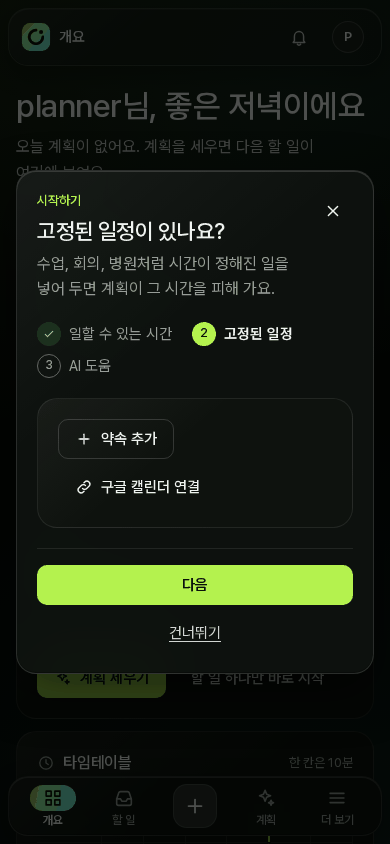 개요
P
planner님, 좋은 저녁이에요
오늘 계획이 없어요. 계획을 세우면 다음 할 일이
시작하기
고정된 일정이 있나요?
수업, 회의, 병원처럼 시간이 정해진 일을
넣어 두면 계획이 그 시간을 피해 가요.
일할 수 있는 시간
2 고정된 일정
3 AI 도움
약속 추가
구글 캘린더 연결
다음
건너뛰기
계획 세우기 할 일 하나만 바로 시작
타임테이블 한 칸은 10분
개요 할 일 계획 더 보기